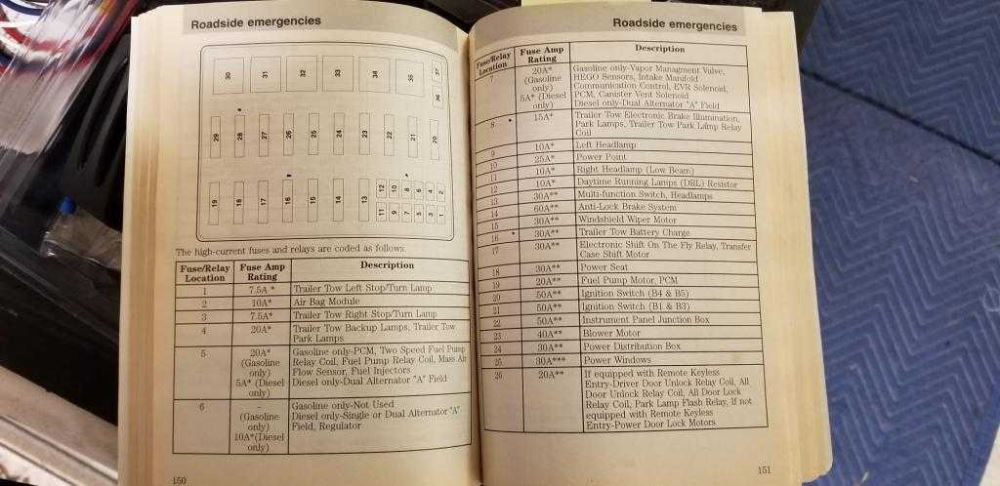 Roadside emergencies
30 31 32 33 34 35 37
36
29 28 27 26 25 24 23 22 21 20
19 18 17 16 15 14 13 12 10 8 6 4 2
11 9 7 5 3 1
The high-current fuses and relays are coded as follows.
Fuse/Relay Location Fuse Amp Rating Description
1 7.5A * Trailer Tow Left Stop/Turn Lamp
2 10A* Air Bag Module
3 7.5A* Trailer Tow Right Stop/Turn Lamp
4 20A* Trailer Tow Backup Lamps, Trailer Tow
Park Lamps
5 20A* Gasoline only-PCM, Two Speed Fuel Pump
(Gasoline Relay Coil, Fuel Pump Relay Coil, Mass Air
only) Flow Sensor, Fuel Injectors
5A* (Diesel Diesel only-Dual Alternator "A" Field
only)
6 – Gasoline only-Not Used
(Gasoline Diesel only-Single or Dual Alternator "A"
only) Field, Regulator
10A*(Diesel
only)
150
Roadside emergencies
Fuse/Relay Location Fuse Amp Rating Description
7 20A* Gasoline only-Vapor Managment Valve,
(Gasoline HEGO Sensors, Intake Manifold
only) Communication Control, EVR Solenoid,
5A* (Diesel PCM, Canister Vent Solenoid
only) Diesel only-Dual Alternator "A" Field
8 15A* Trailer Tow Electronic Brake Illumination,
Park Lamps, Trailer Tow Park Lamp Relay
Coil
9 10A* Left Headlamp
10 25A* Power Point
11 10A* Right Headlamp (Low Beam)
12 10A* Daytime Running Lamps (DRL) Resistor
13 30A** Multi-function Switch, Headlamps
14 60A** Anti-Lock Brake System
15 30A** Windshield Wiper Motor
16 30A** Trailer Tow Battery Charge
17 30A** Electronic Shift On The Fly Relay, Transfer
Case Shift Motor
18 30A** Power Seat
19 20A** Fuel Pump Motor, PCM
20 50A** Ignition Switch (B4 & B5)
21 50A** Ignition Switch (B1 & B3)
22 50A** Instrument Panel Junction Box
23 40A** Blower Motor
24 30A** Power Distribution Box
25 30A*** Power Windows
26 20A** If equipped with Remote Keyless
Entry-Driver Door Unlock Relay Coil, All
Door Unlock Relay Coil, All Door Lock
Relay Coil, Park Lamp Flash Relay, If not
equipped with Remote Keyless
Entry-Power Door Lock Motors
151